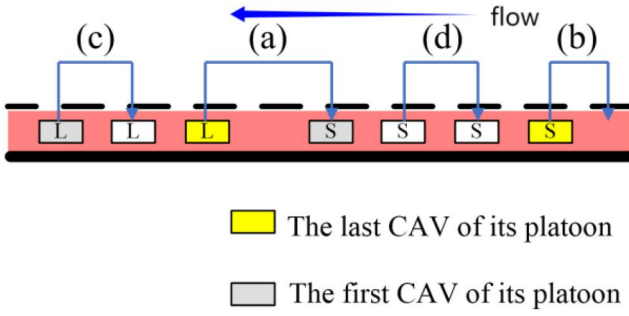 flow
(c) (a) (d) (b)
L L L S S S S
The last CAV of its platoon
The first CAV of its platoon